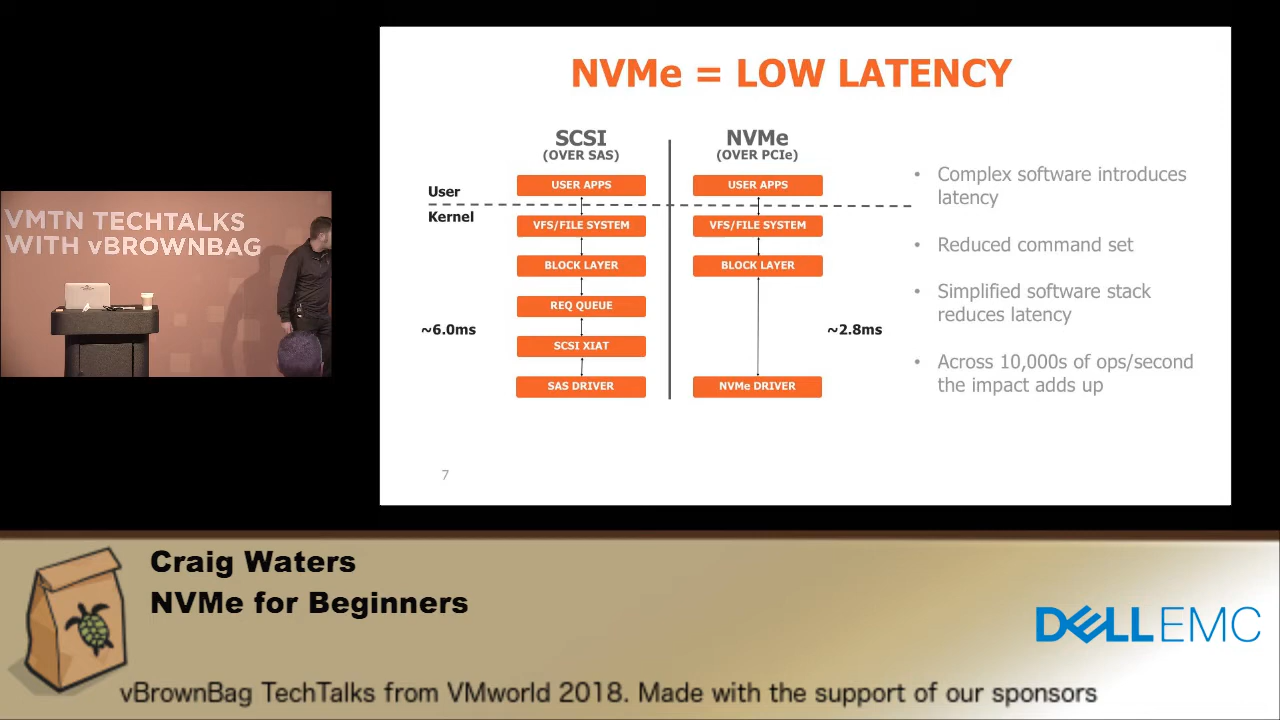 NVMe = LOW LATENCY
SCSI
(OVER SAS)
NVMe
(OVER PCIe)
User
Kernel
USER APPS
VFS/FILE SYSTEM
BLOCK LAYER
REQ QUEUE
SCSI XIAT
SAS DRIVER
~6.0ms
USER APPS
VFS/FILE SYSTEM
BLOCK LAYER
NVMe DRIVER
~2.8ms
• Complex software introduces
latency
• Reduced command set
• Simplified software stack
reduces latency
• Across 10,000s of ops/second
the impact adds up
7
VMTN TECHTALKS
WITH vBROWNBAG
Craig Waters
NVMe for Beginners
DELLEMC
vBrownBag TechTalks from VMworld 2018. Made with the support of our sponsors